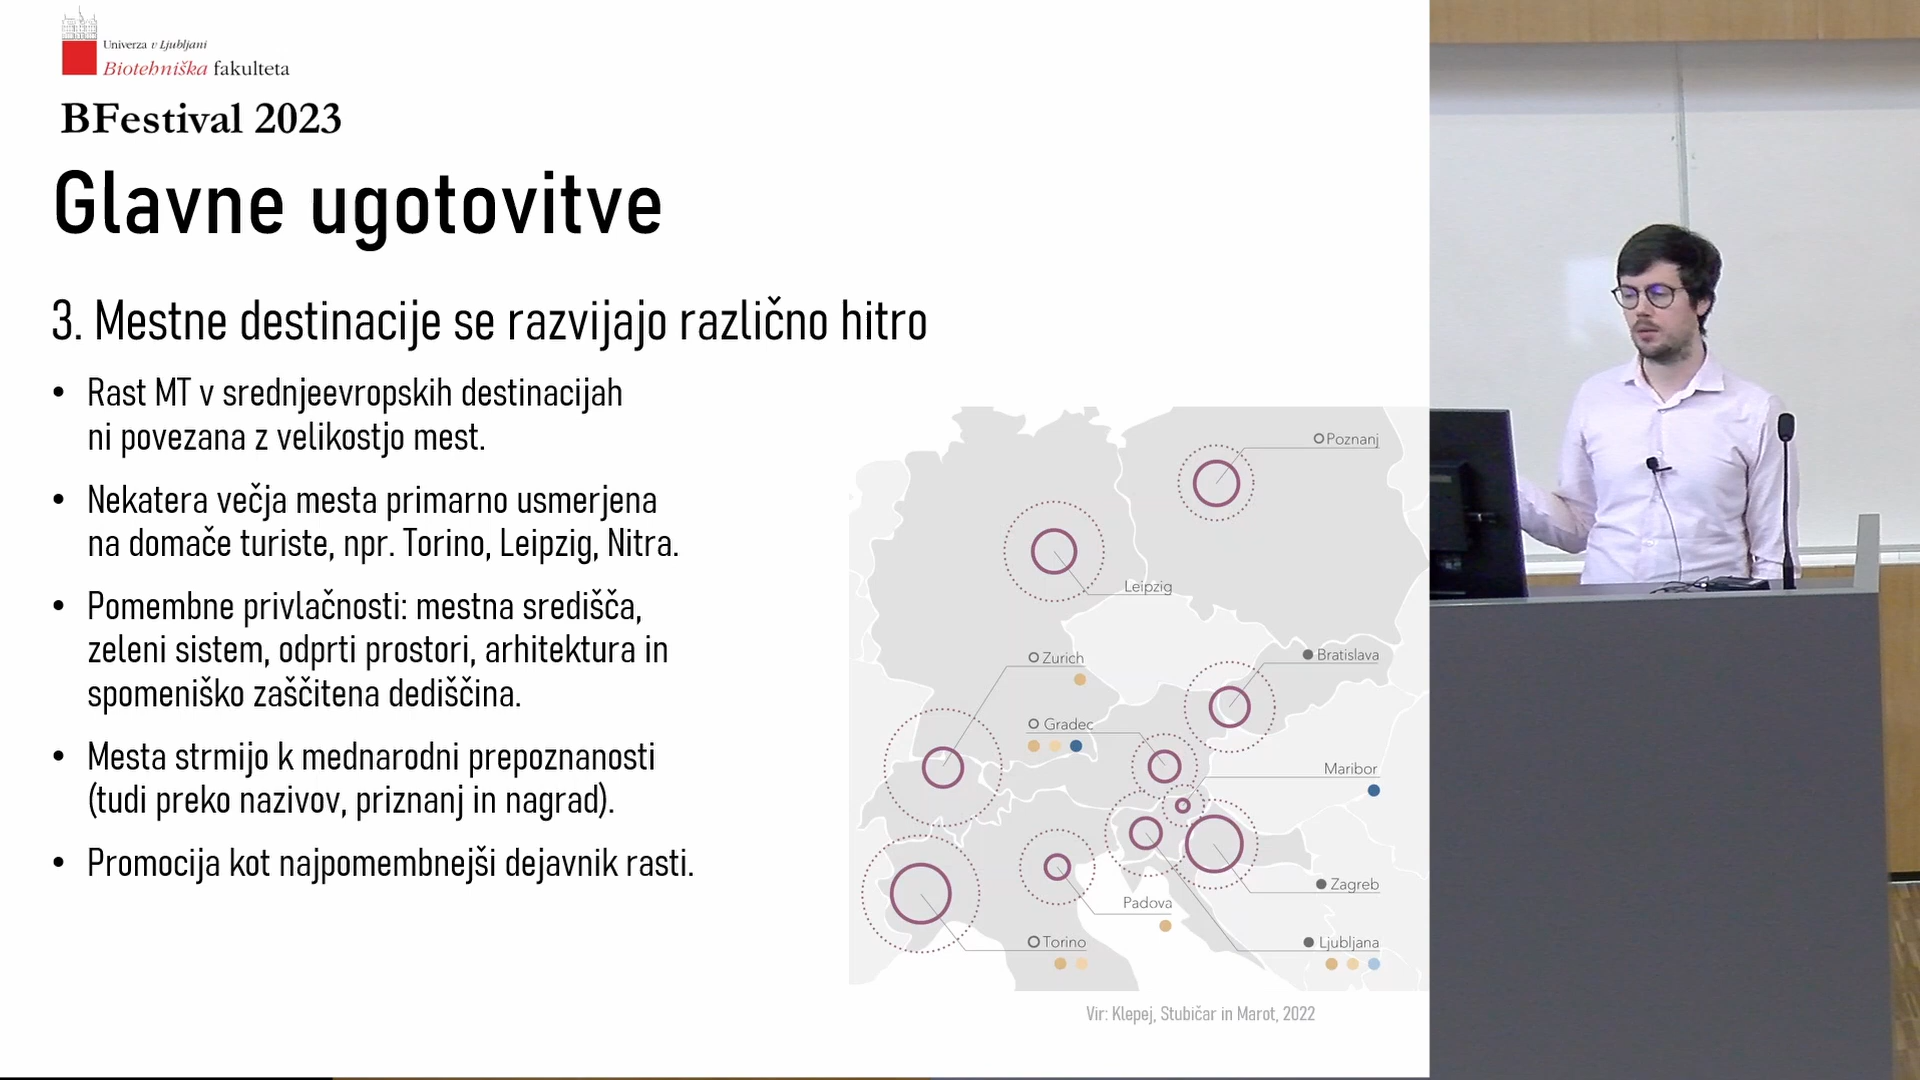 Univerza v Ljubljani
Biotehniška fakulteta
BFestival 2023
Glavne ugotovitve
3. Mestne destinacije se razvijajo različno hitro
• Rast MT v srednjeevropskih destinacijah
ni povezana z velikostjo mest.
• Nekatera večja mesta primarno usmerjena
na domače turiste, npr. Torino, Leipzig, Nitra.
• Pomembne privlačnosti: mestna središča,
zeleni sistem, odprti prostori, arhitektura in
spomeniško zaščitena dediščina.
• Mesta strmijo k mednarodni prepoznanosti
(tudi preko nazivov, priznanj in nagrad).
• Promocija kot najpomembnejši dejavnik rasti.
Poznanj
Leipzig
Zurich
Bratislava
Gradec
Maribor
Zagreb
Padova
Torino
Ljubljana
Vir: Klepej, Stubičar in Marot, 2022